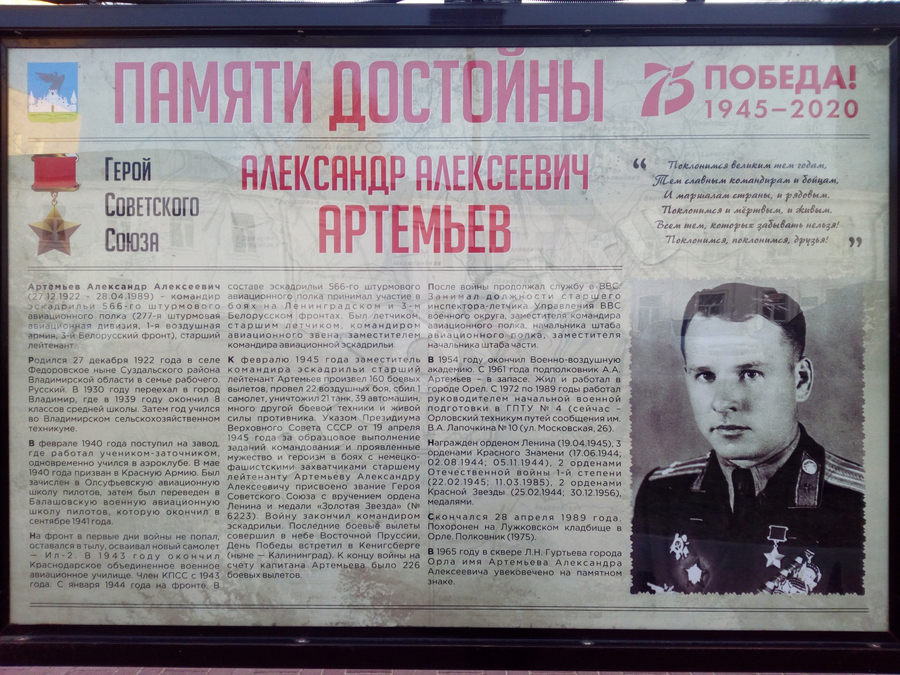 ПАМЯТИ ДОСТОЙНЫ
75 ПОБЕДА!
1945–2020
Герой
Советского
Союза
АЛЕКСАНДР АЛЕКСЕЕВИЧ
АРТЕМЬЕВ
“ Поклонимся великим тем годам,
Тем славным командирам и бойцам,
И маршалам страны, и рядовым.
Поклонимся и мёртвым, и живым.
Всем тем, которых забывать нельзя!
Поклонимся, поклонимся, друзья! ”
Артемьев Александр Алексеевич
(27.12.1922 - 28.04.1989) – командир
эскадрильи 566-го штурмового
авиационного полка (277-я штурмовая
авиационная дивизия, 1-я воздушная
армия, 3-й Белорусский фронт), старший
лейтенант.
Родился 27 декабря 1922 года в селе
Федоровское ныне Суздальского района
Владимирской области в семье рабочего.
Русский. В 1930 году переехал в город
Владимир, где в 1939 году окончил 8
классов средней школы. Затем год учился
во Владимирском сельскохозяйственном
техникуме.
В феврале 1940 года поступил на завод,
где работал учеником-заточником,
одновременно учился в аэроклубе. В мае
1940 года призван в Красную Армию. Был
зачислен в Олсуфьевскую авиационную
школу пилотов, затем был переведен в
Балашовскую военную авиационную
школу пилотов, которую окончил в
сентябре 1941 года.
На фронт в первые дни войны не попал,
оставался в тылу, осваивал новый самолет
— Ил-2. В 1943 году окончил
Краснодарское объединенное военное
авиационное училище. Член КПСС с 1943
года. С января 1944 года на фронте. В
составе эскадрильи 566-го штурмового
авиационного полка принимал участие в
боях на Ленинградском и 3-м
Белорусском фронтах. Был летчиком,
старшим летчиком, командиром
авиационного звена, заместителем
командира авиационной эскадрильи.
К февралю 1945 года заместитель
командира эскадрильи старший
лейтенант Артемьев произвел 160 боевых
вылетов, провел 22 воздушных боя, сбил 1
самолет, уничтожил 21 танк, 39 автомашин,
много другой боевой техники и живой
силы противника. Указом Президиума
Верховного Совета СССР от 19 апреля
1945 года за образцовое выполнение
заданий командования и проявленные
мужество и героизм в боях с немецко-
фашистскими захватчиками старшему
лейтенанту Артемьеву Александру
Алексеевичу присвоено звание Героя
Советского Союза с вручением ордена
Ленина и медали «Золотая Звезда» (№
6223). Войну закончил командиром
эскадрильи. Последние боевые вылеты
совершил в небе Восточной Пруссии,
День Победы встретил в Кенигсберге
(ныне – Калининград). К концу войны на
счету капитана Артемьева было 226
боевых вылетов.
После войны продолжал службу в ВВС.
Занимал должности старшего
инспектора-летчика Управления ВВС
военного округа, заместителя командира
авиационного полка, начальника штаба
авиационного полка, заместителя
начальника штаба части.
В 1954 году окончил Военно-воздушную
академию. С 1961 года подполковник А.А.
Артемьев – в запасе. Жил и работал в
городе Орел. С 1972 по 1989 годы работал
руководителем начальной военной
подготовки в ГПТУ № 4 (сейчас -
Орловский техникум путей сообщения им.
В.А. Лапочкина № 10 (ул. Московская, 26).
Награжден орденом Ленина (19.04.1945), 3
орденами Красного Знамени (17.06.1944;
02.08.1944; 05.11.1944), 2 орденами
Отечественной войны 1-й степени
(22.02.1945; 11.03.1985), 2 орденами
Красной Звезды (25.02.1944; 30.12.1956),
медалями.
Скончался 28 апреля 1989 года.
Похоронен на Лужковском кладбище в
Орле. Полковник (1975).
В 1965 году в сквере Л.Н. Гуртьева города
Орла имя Артемьева Александра
Алексеевича увековечено на памятном
знаке.